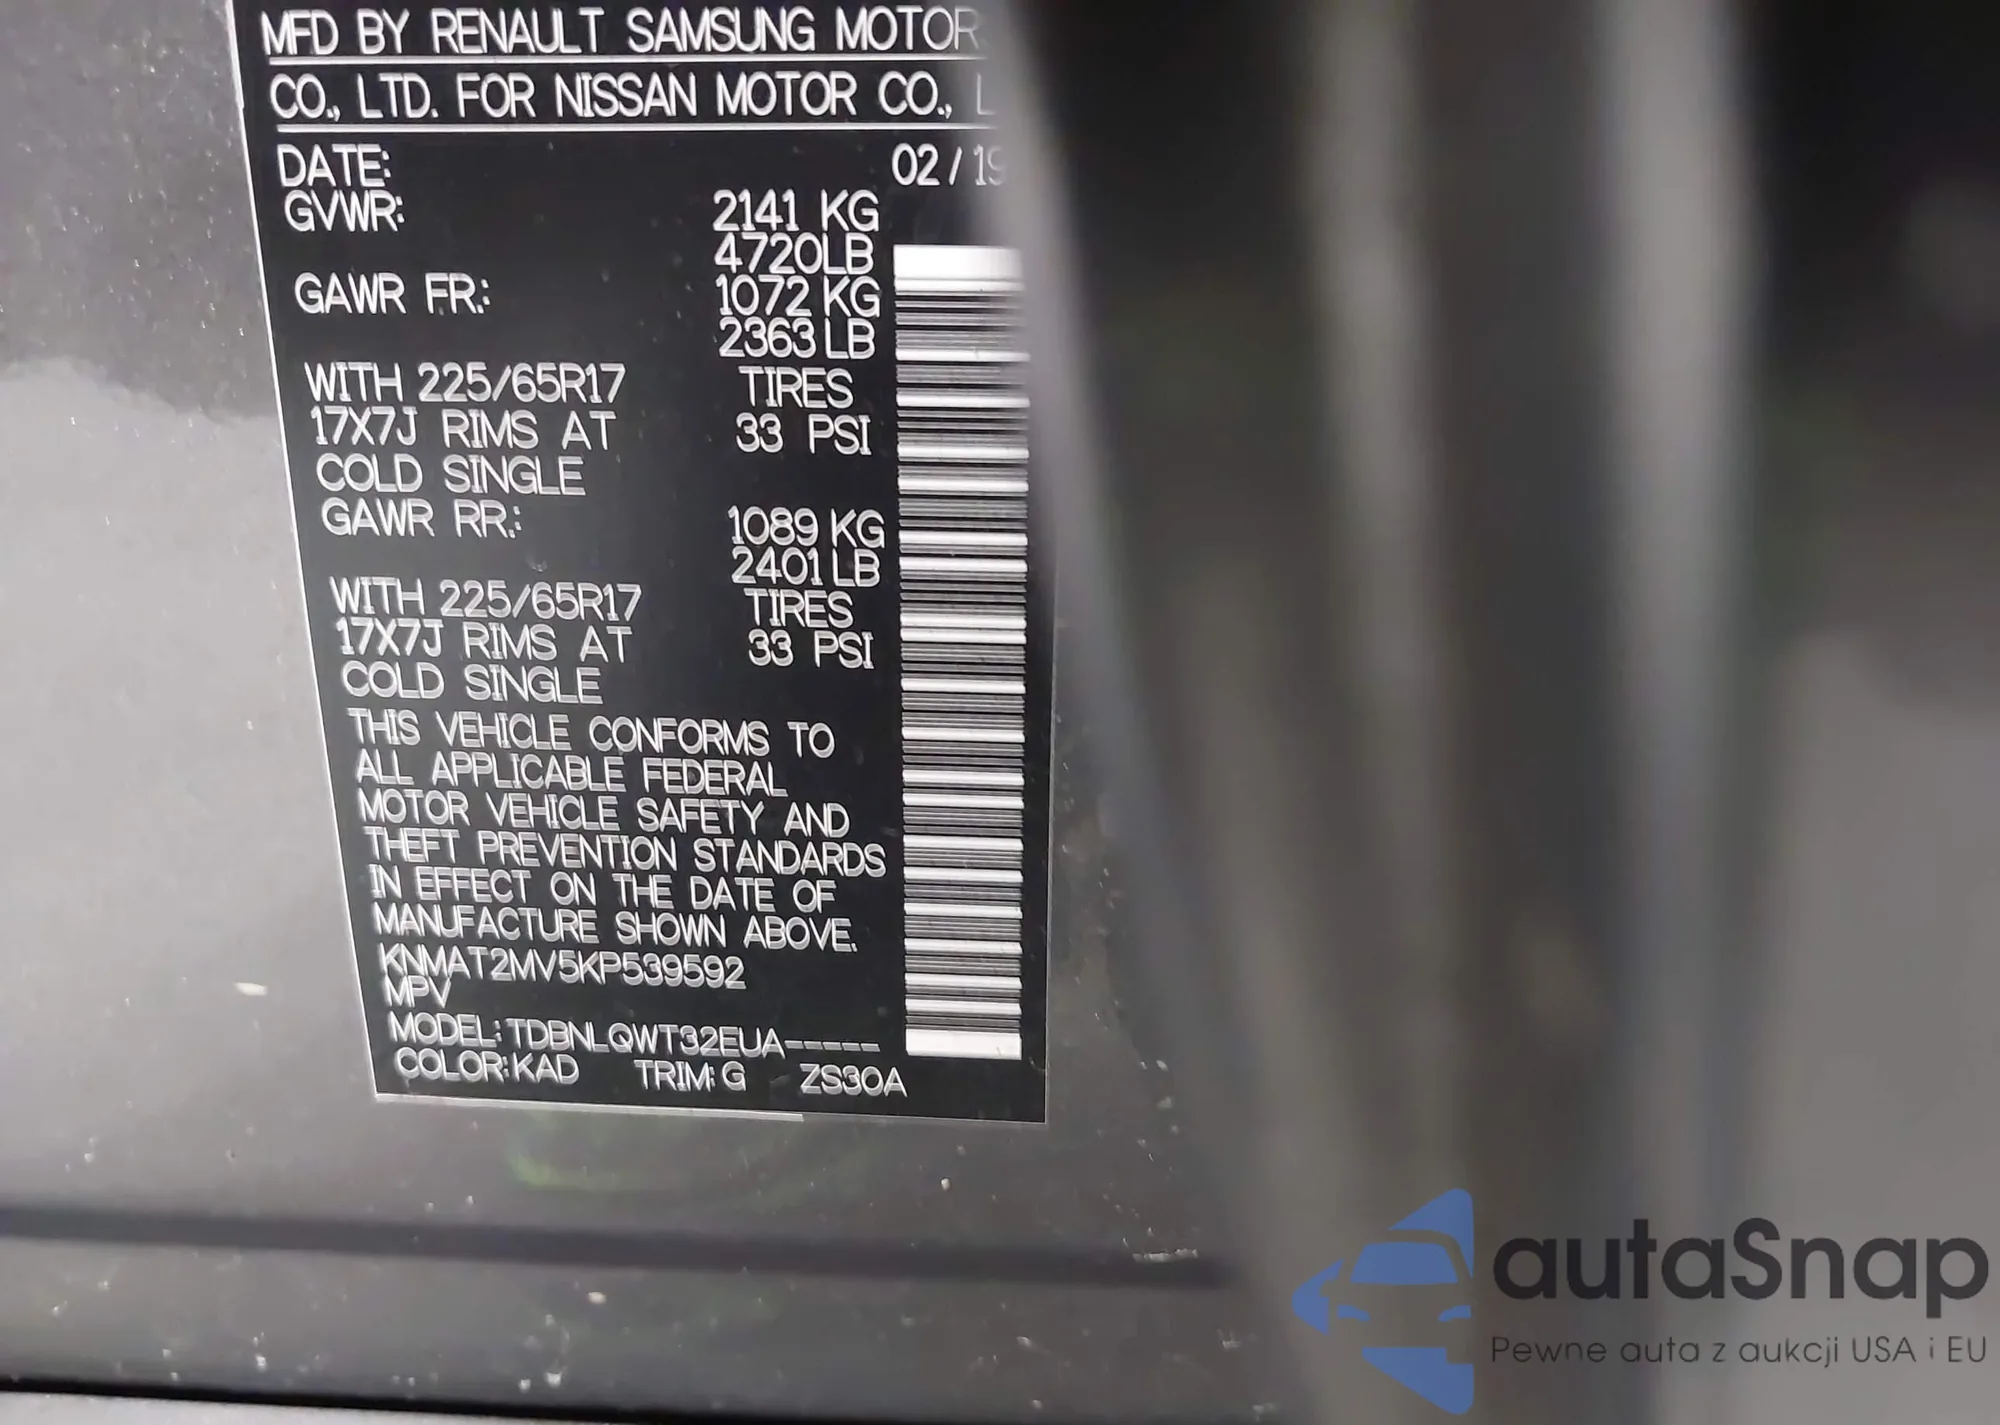 MFD BY RENAULT SAMSUNG MOTOR
CO., LTD. FOR NISSAN MOTOR CO.,
DATE: 02 / 19
GVWR: 2141 KG
4720LB
GAWR FR.: 1072 KG
2363 LB
WITH 225/65R17 TIRES
17X7J RIMS AT 33 PSI
COLD SINGLE
GAWR RR.: 1089 KG
2401 LB
WITH 225/65R17 TIRES
17X7J RIMS AT 33 PSI
COLD SINGLE
THIS VEHICLE CONFORMS TO
ALL APPLICABLE FEDERAL
MOTOR VEHICLE SAFETY AND
THEFT PREVENTION STANDARDS
IN EFFECT ON THE DATE OF
MANUFACTURE SHOWN ABOVE.
KNMAT2MV5KP539592
MPV
MODEL: TDBNLQWT32EUA-----
COLOR: KAD TRIM: G ZS30A
autaSnap
Pewne auta z aukcji USA i EU